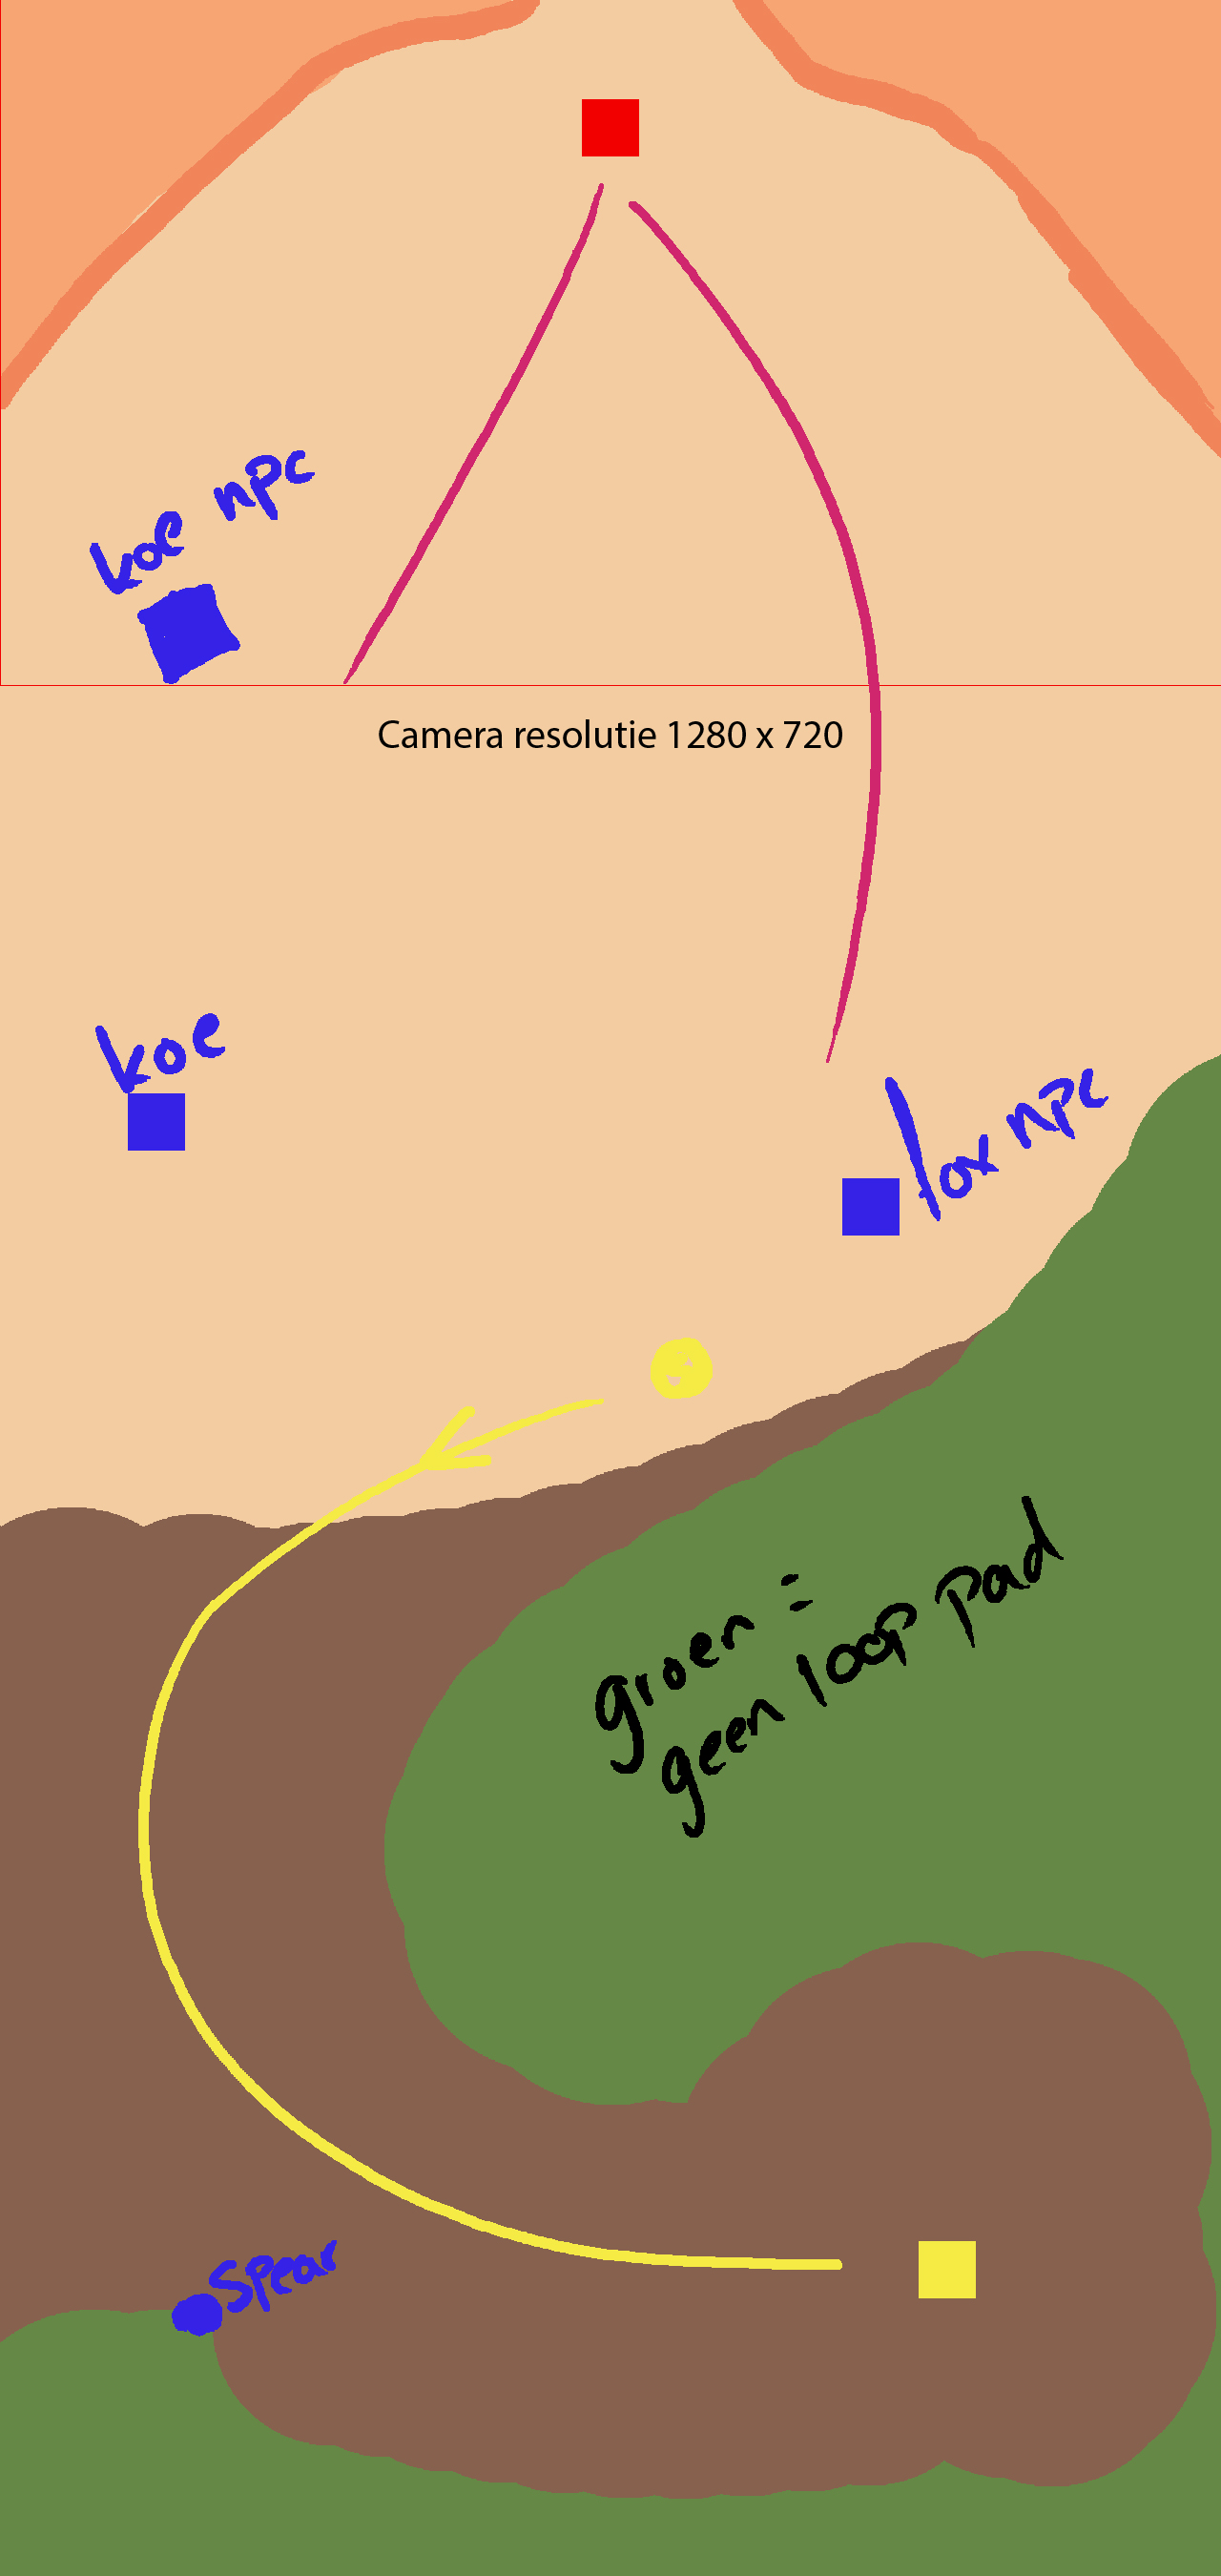 koe npc
Camera resolutie 1280 x 720
koe
fox npc
groen =
geen loop pad
spear